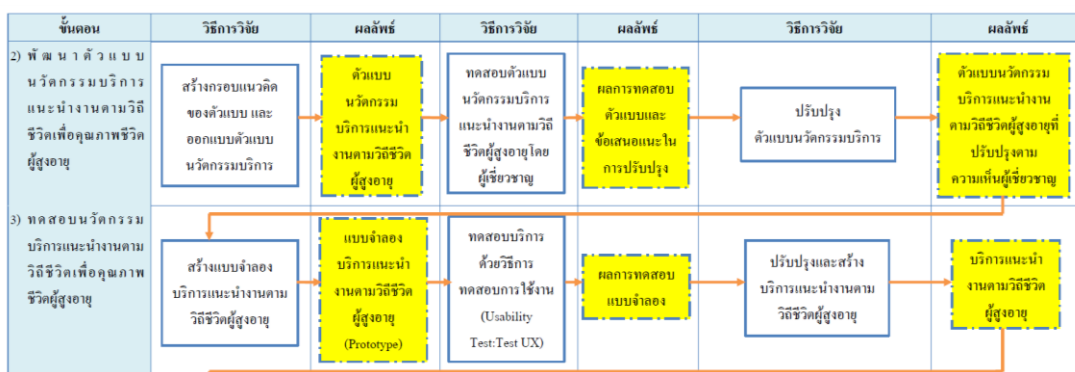 ขั้นตอน
วิธีการวิจัย
ผลลัพธ์
วิธีการวิจัย
ผลลัพธ์
วิธีการวิจัย
ผลลัพธ์
2) พัฒนาตัวแบบ
นวัตกรรมบริการ
แนะนำงานตามวิถี
ชีวิตเพื่อคุณภาพชีวิต
ผู้สูงอายุ
สร้างกรอบแนวคิด
ของตัวแบบ และ
ออกแบบตัวแบบ
นวัตกรรมบริการ
ตัวแบบ
นวัตกรรม
บริการแนะนำ
งานตามวิถีชีวิต
ผู้สูงอายุ
ทดสอบตัวแบบ
นวัตกรรมบริการ
แนะนำงานตามวิถี
ชีวิตผู้สูงอายุโดย
ผู้เชี่ยวชาญ
ผลการทดสอบ
ตัวแบบและ
ข้อเสนอแนะใน
การปรับปรุง
ปรับปรุง
ตัวแบบนวัตกรรมบริการ
ตัวแบบนวัตกรรม
บริการแนะนำงาน
ตามวิถีชีวิตผู้สูงอายุที่
ปรับปรุงตาม
ความเห็นผู้เชี่ยวชาญ
3) ทดสอบนวัตกรรม
บริการแนะนำงานตาม
วิถีชีวิตเพื่อคุณภาพ
ชีวิตผู้สูงอายุ
สร้างแบบจำลอง
บริการแนะนำงานตาม
วิถีชีวิตผู้สูงอายุ
แบบจำลอง
บริการแนะนำ
งานตามวิถีชีวิต
ผู้สูงอายุ
(Prototype)
ทดสอบบริการ
ด้วยวิธีการ
ทดสอบการใช้งาน
(Usability
Test:Test UX)
ผลการทดสอบ
แบบจำลอง
ปรับปรุงและสร้าง
บริการแนะนำงานตาม
วิถีชีวิตผู้สูงอายุ
บริการแนะนำ
งานตามวิถีชีวิต
ผู้สูงอายุ